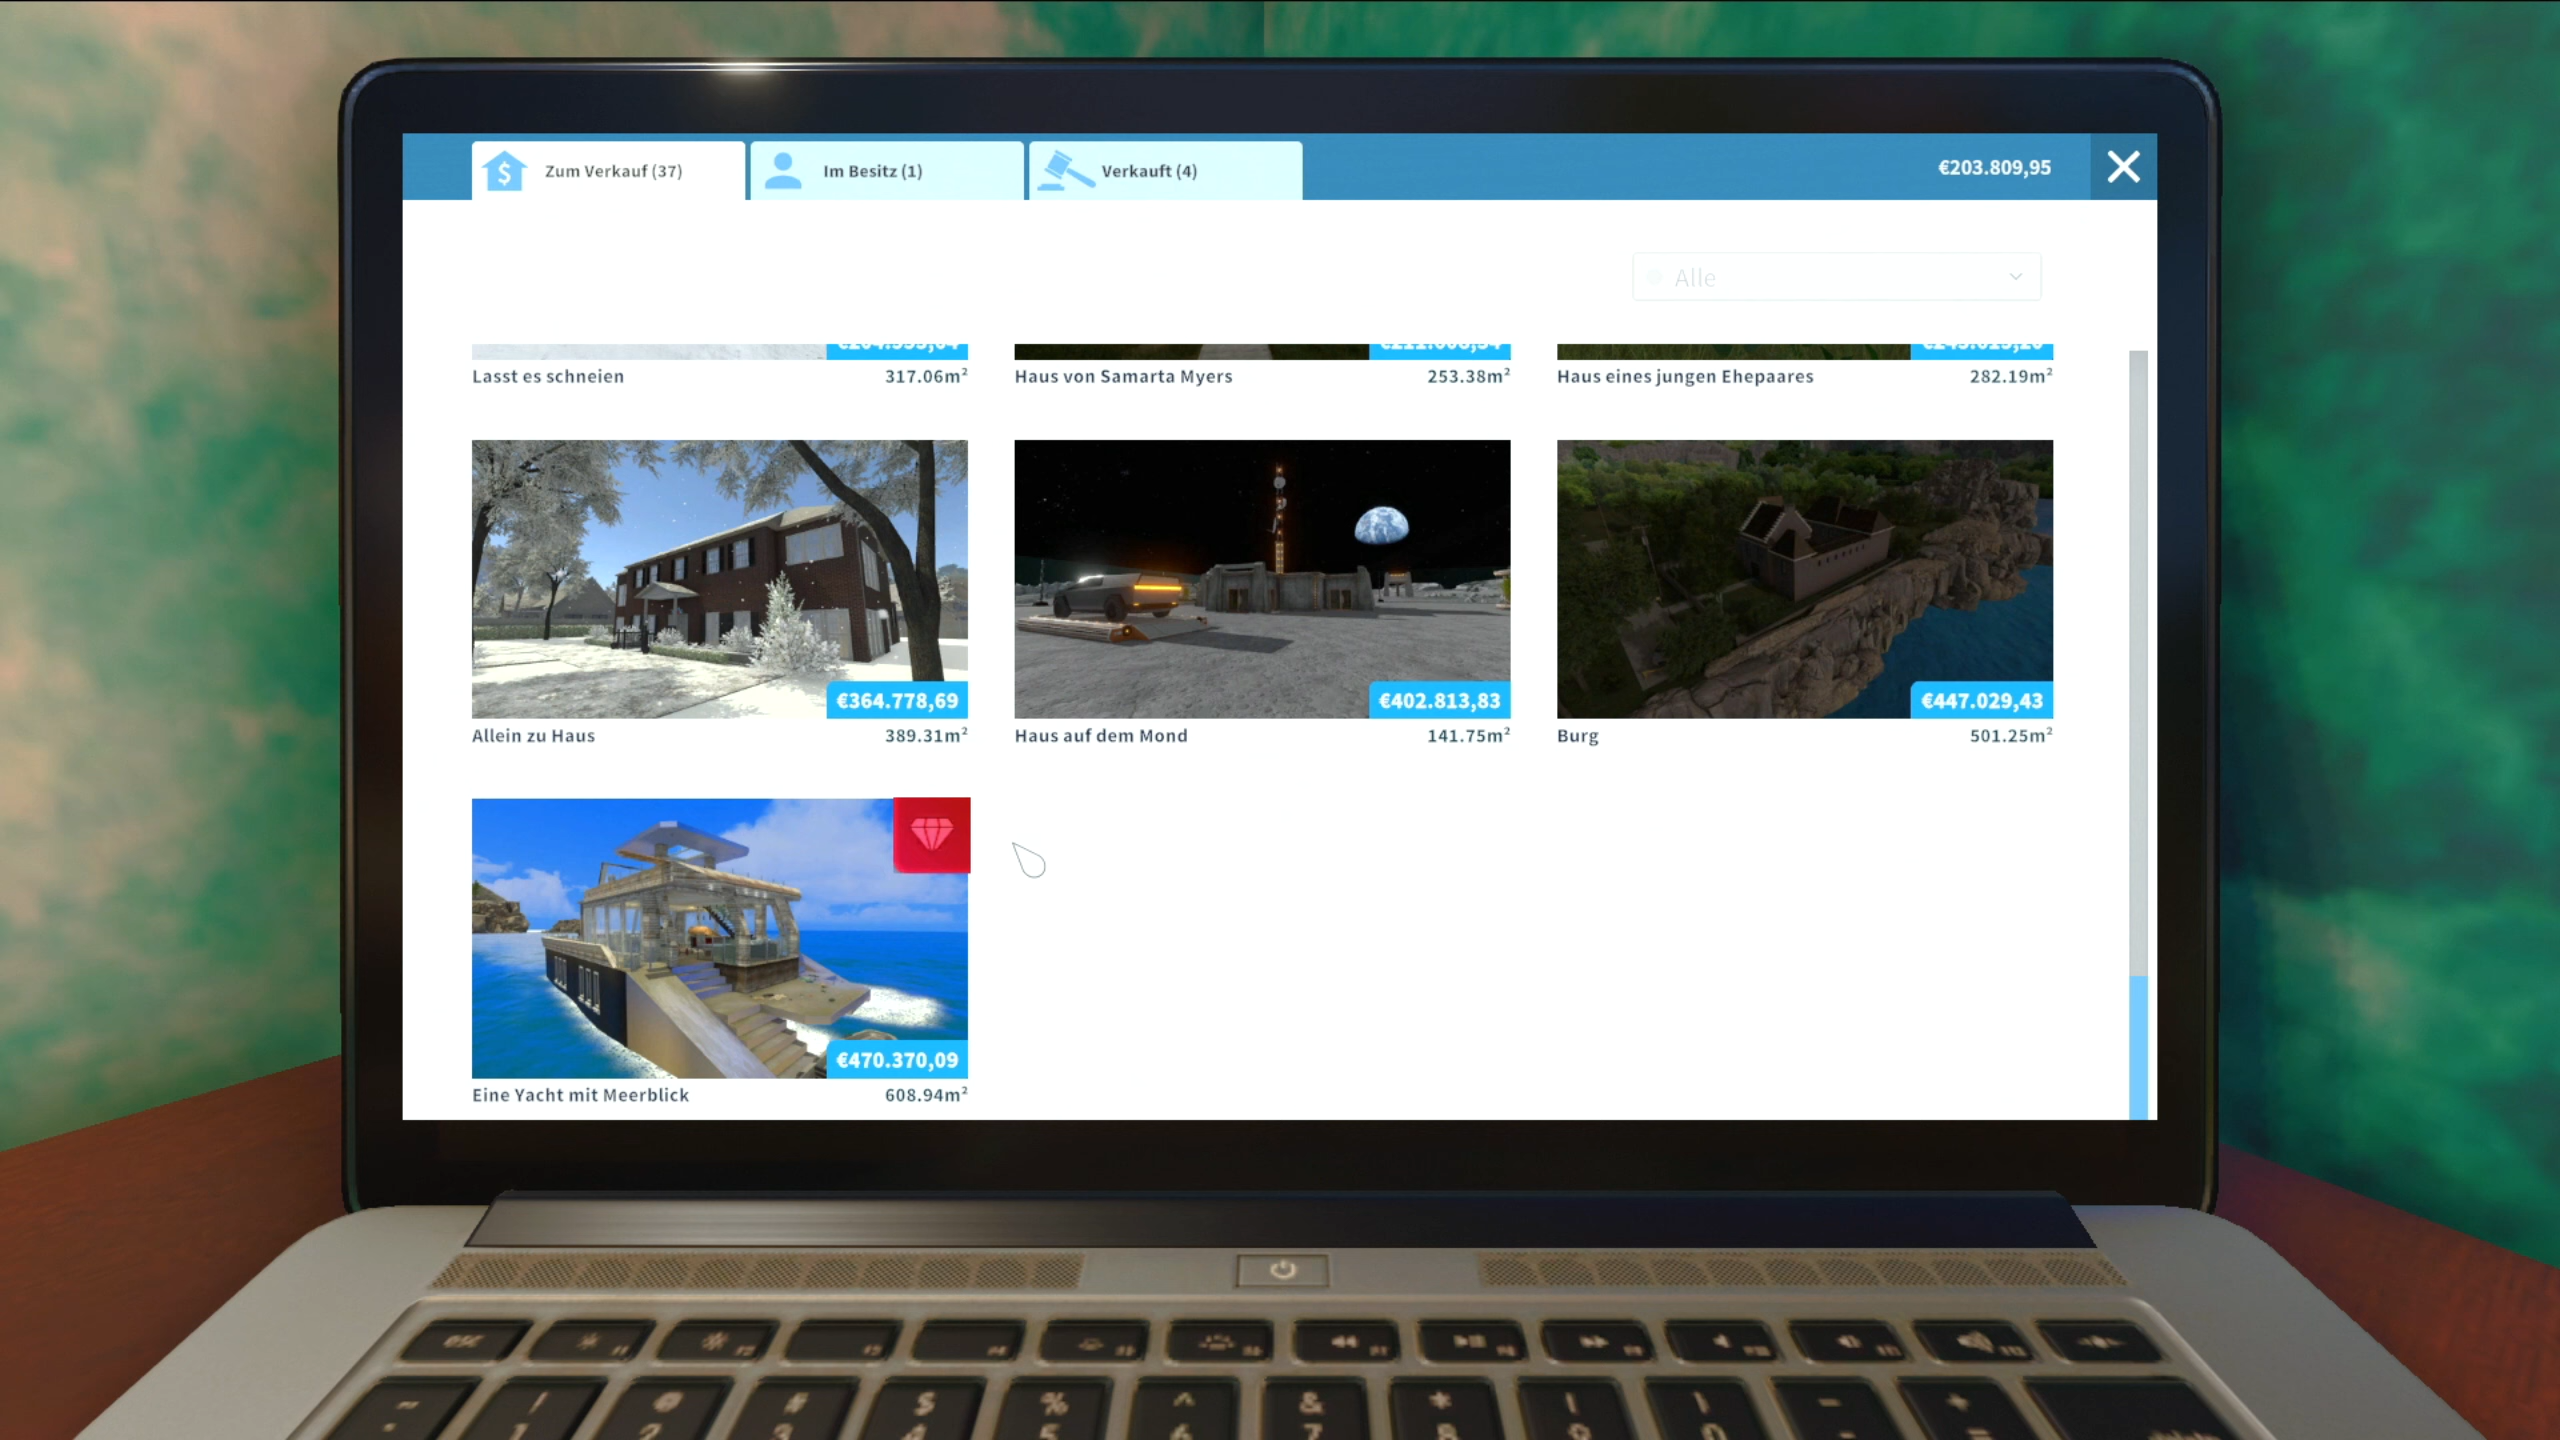 Zum Verkauf (37)
Im Besitz (1)
Verkauft (4)
€203.809,95
Alle
Lasst es schneien 317.06m²
Haus von Samarta Myers 253.38m²
Haus eines jungen Ehepaares 282.19m²
€364.778,69
€402.813,83
€447.029,43
Allein zu Haus 389.31m²
Haus auf dem Mond 141.75m²
Burg 501.25m²
€470.370,09
Eine Yacht mit Meerblick 608.94m²